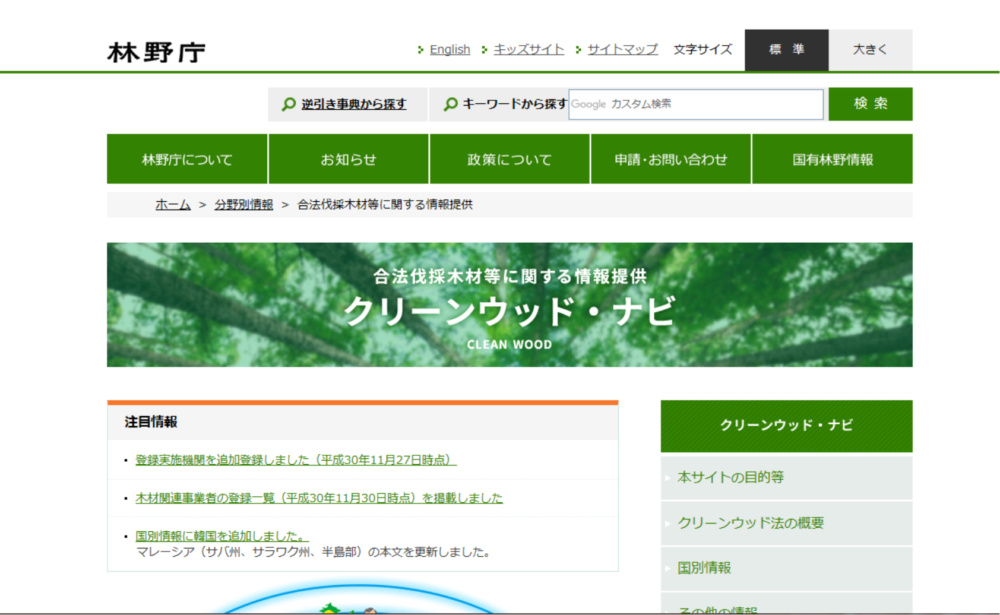 林野庁
English キッズサイト サイトマップ 文字サイズ 標準 大きく
逆引き事典から探す キーワードから探す Google カスタム検索 検索
林野庁について お知らせ 政策について 申請・お問い合わせ 国有林野情報
ホーム > 分野別情報 > 合法伐採木材等に関する情報提供
合法伐採木材等に関する情報提供
クリーンウッド・ナビ
CLEAN WOOD
注目情報
登録実施機関を追加登録しました（平成30年11月27日時点）
木材関連事業者の登録一覧（平成30年11月30日時点）を掲載しました
国別情報に韓国を追加しました。
マレーシア（サバ州、サラワク州、半島部）の本文を更新しました。
クリーンウッド・ナビ
本サイトの目的等
クリーンウッド法の概要
国別情報
その他の情報